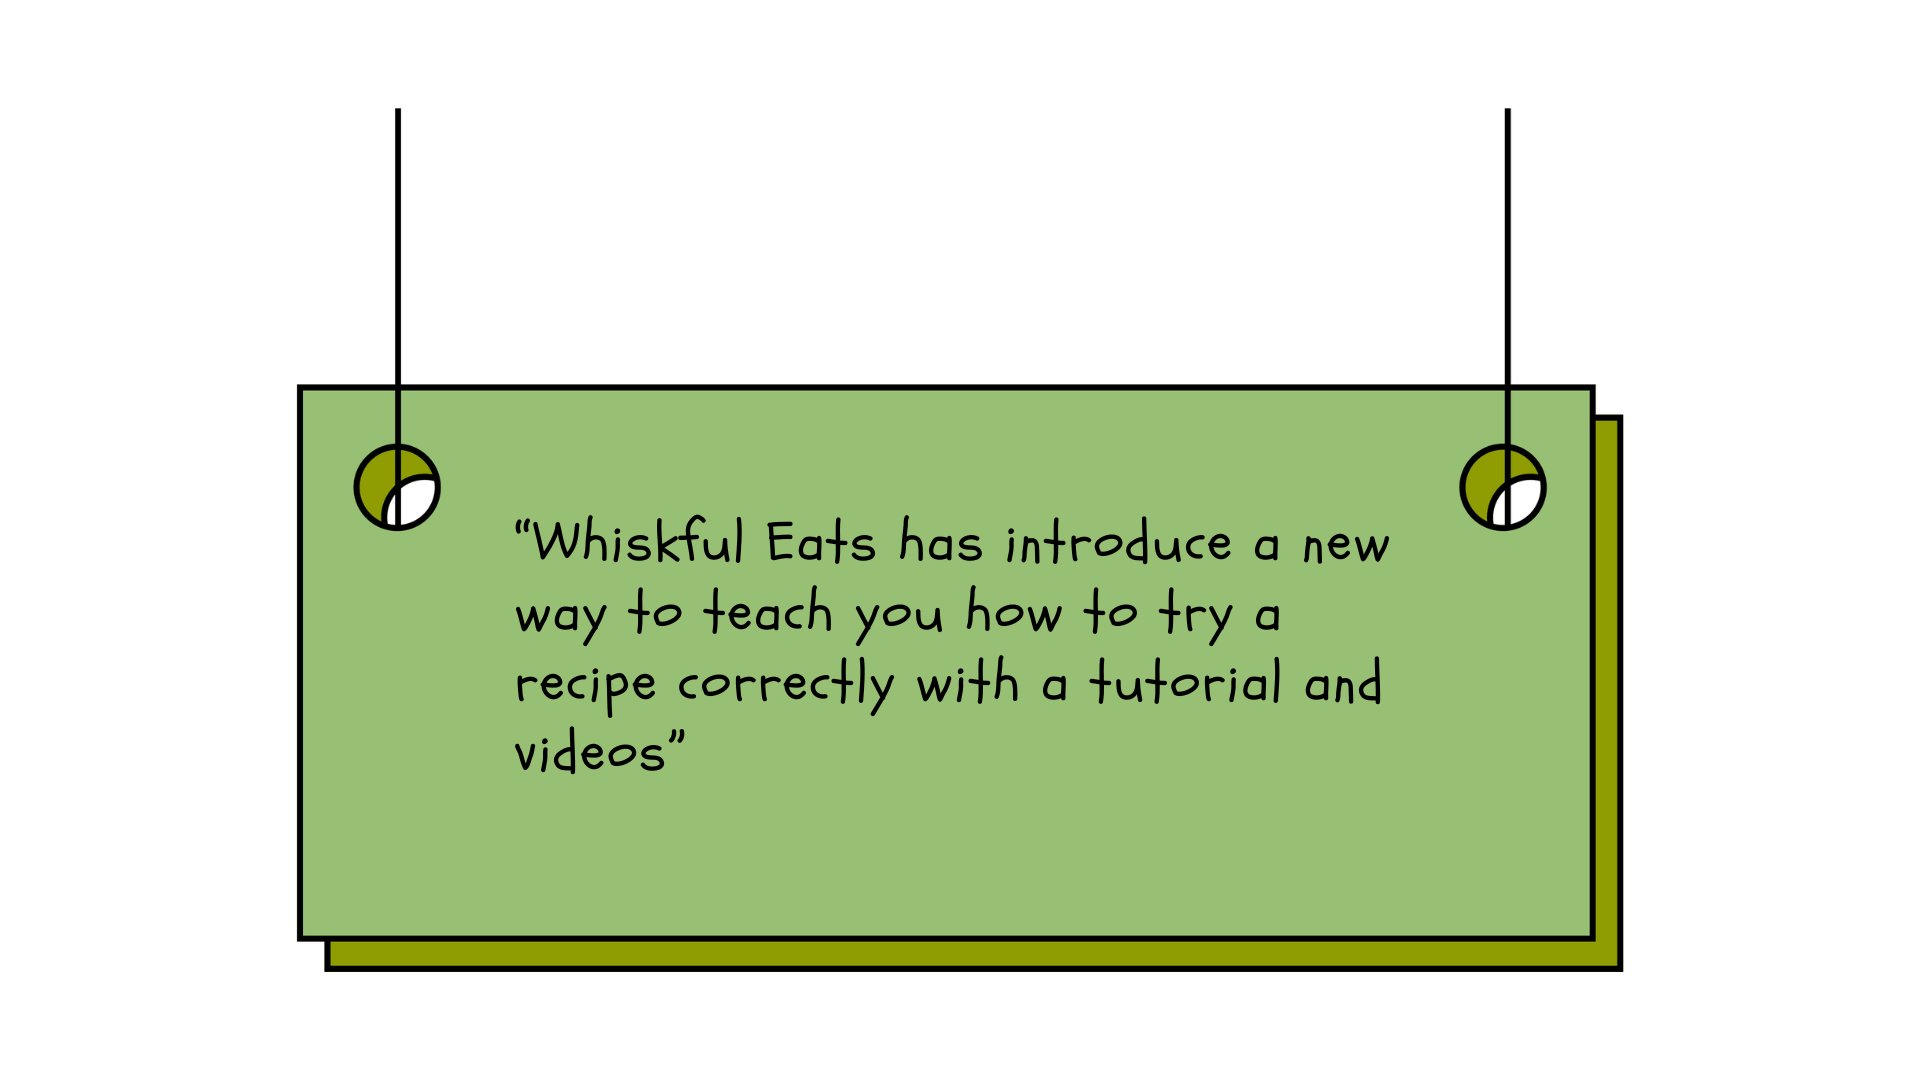 “Whiskful Eats has introduce a new
way to teach you how to try a
recipe correctly with a tutorial and
videos”